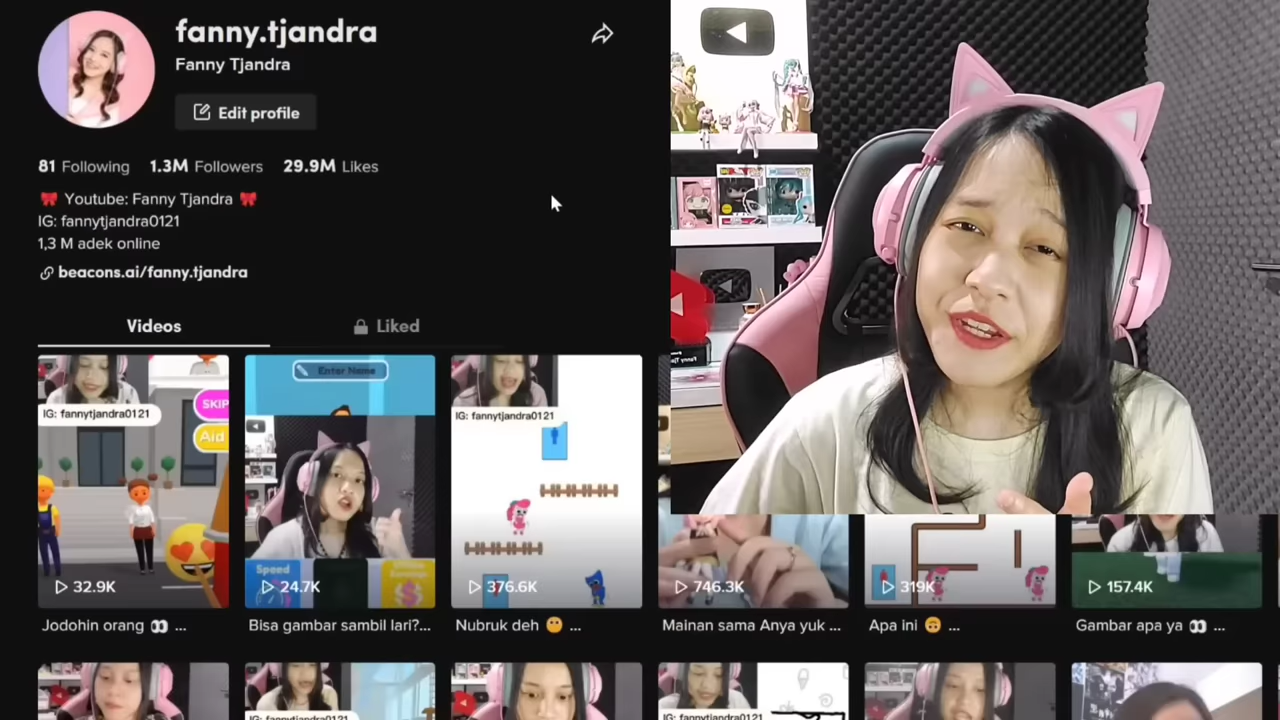 fanny.tjandra
Fanny Tjandra
Edit profile
81 Following 1.3M Followers 29.9M Likes
🎀 Youtube: Fanny Tjandra 🎀
IG: fannytjandra0121
1,3 M adek online
beacons.ai/fanny.tjandra
Videos Liked
IG: fannytjandra0121
SKIP
Aid
32.9K
Jodohin orang 👀 ...
Enter Name
Speed
24.7K
Bisa gambar sambil lari?...
IG: fannytjandra0121
376.6K
Nubruk deh 😶 ...
746.3K
Mainan sama Anya yuk ...
319K
Apa ini 🙃 ...
157.4K
Gambar apa ya 👀 ...
IG: fannytjandra0121
IG: fannytjandra0121